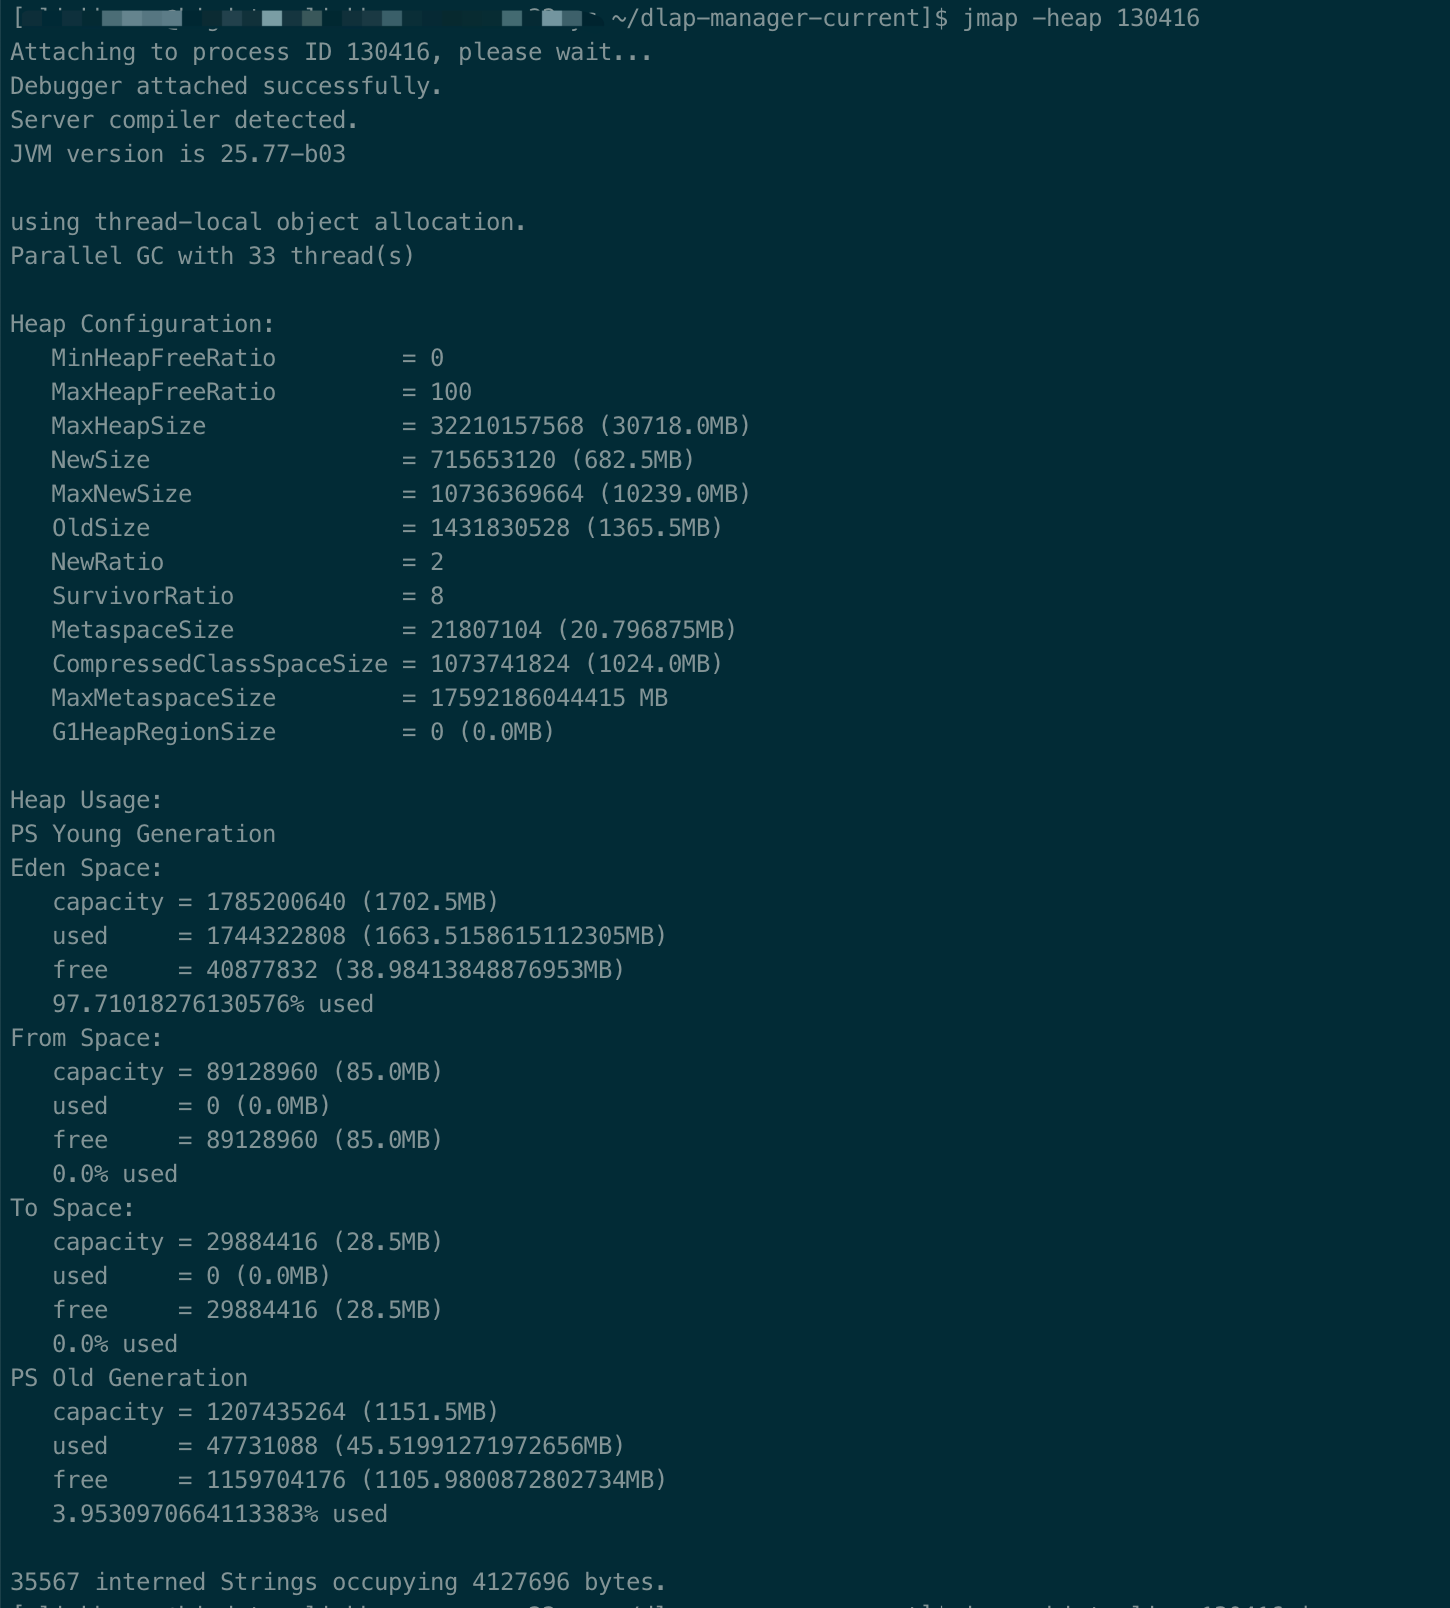 ~/dlap-manager-current]$ jmap -heap 130416
Attaching to process ID 130416, please wait...
Debugger attached successfully.
Server compiler detected.
JVM version is 25.77-b03
using thread-local object allocation.
Parallel GC with 33 thread(s)
Heap Configuration:
MinHeapFreeRatio = 0
MaxHeapFreeRatio = 100
MaxHeapSize = 32210157568 (30718.0MB)
NewSize = 715653120 (682.5MB)
MaxNewSize = 10736369664 (10239.0MB)
OldSize = 1431830528 (1365.5MB)
NewRatio = 2
SurvivorRatio = 8
MetaspaceSize = 21807104 (20.796875MB)
CompressedClassSpaceSize = 1073741824 (1024.0MB)
MaxMetaspaceSize = 17592186044415 MB
G1HeapRegionSize = 0 (0.0MB)
Heap Usage:
PS Young Generation
Eden Space:
capacity = 1785200640 (1702.5MB)
used = 1744322808 (1663.5158615112305MB)
free = 40877832 (38.98413848876953MB)
97.71018276130576% used
From Space:
capacity = 89128960 (85.0MB)
used = 0 (0.0MB)
free = 89128960 (85.0MB)
0.0% used
To Space:
capacity = 29884416 (28.5MB)
used = 0 (0.0MB)
free = 29884416 (28.5MB)
0.0% used
PS Old Generation
capacity = 1207435264 (1151.5MB)
used = 47731088 (45.51991271972656MB)
free = 1159704176 (1105.9800872802734MB)
3.9530970664113383% used
35567 interned Strings occupying 4127696 bytes.